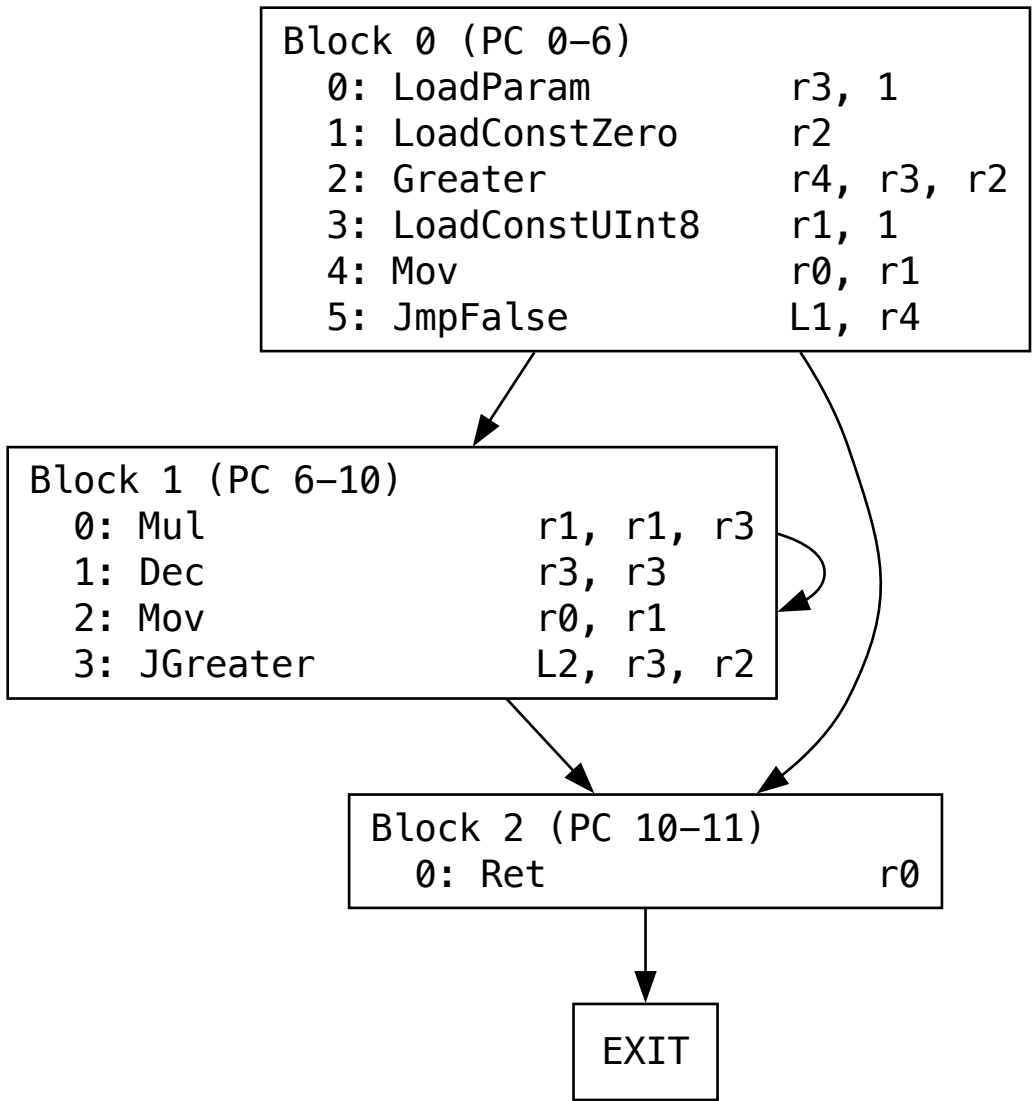 Block 0 (PC 0–6)
0: LoadParam r3, 1
1: LoadConstZero r2
2: Greater r4, r3, r2
3: LoadConstUInt8 r1, 1
4: Mov r0, r1
5: JmpFalse L1, r4
Block 1 (PC 6–10)
0: Mul r1, r1, r3
1: Dec r3, r3
2: Mov r0, r1
3: JGreater L2, r3, r2
Block 2 (PC 10–11)
0: Ret r0
EXIT